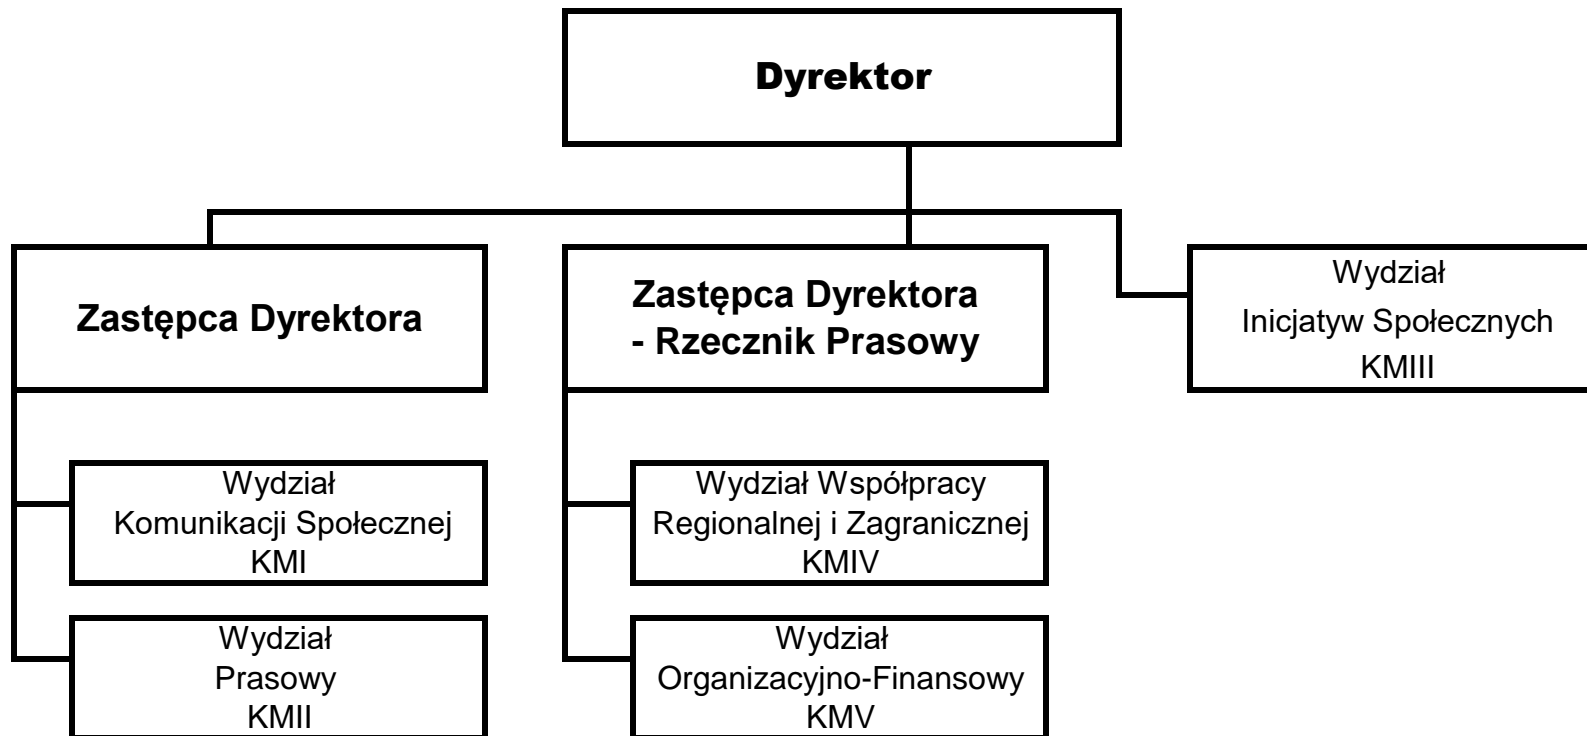 Dyrektor
Zastępca Dyrektora
Zastępca Dyrektora
- Rzecznik Prasowy
Wydział
Inicjatyw Społecznych
KMIII
Wydział
Komunikacji Społecznej
KMI
Wydział Współpracy
Regionalnej i Zagranicznej
KMIV
Wydział
Prasowy
KMII
Wydział
Organizacyjno-Finansowy
KMV